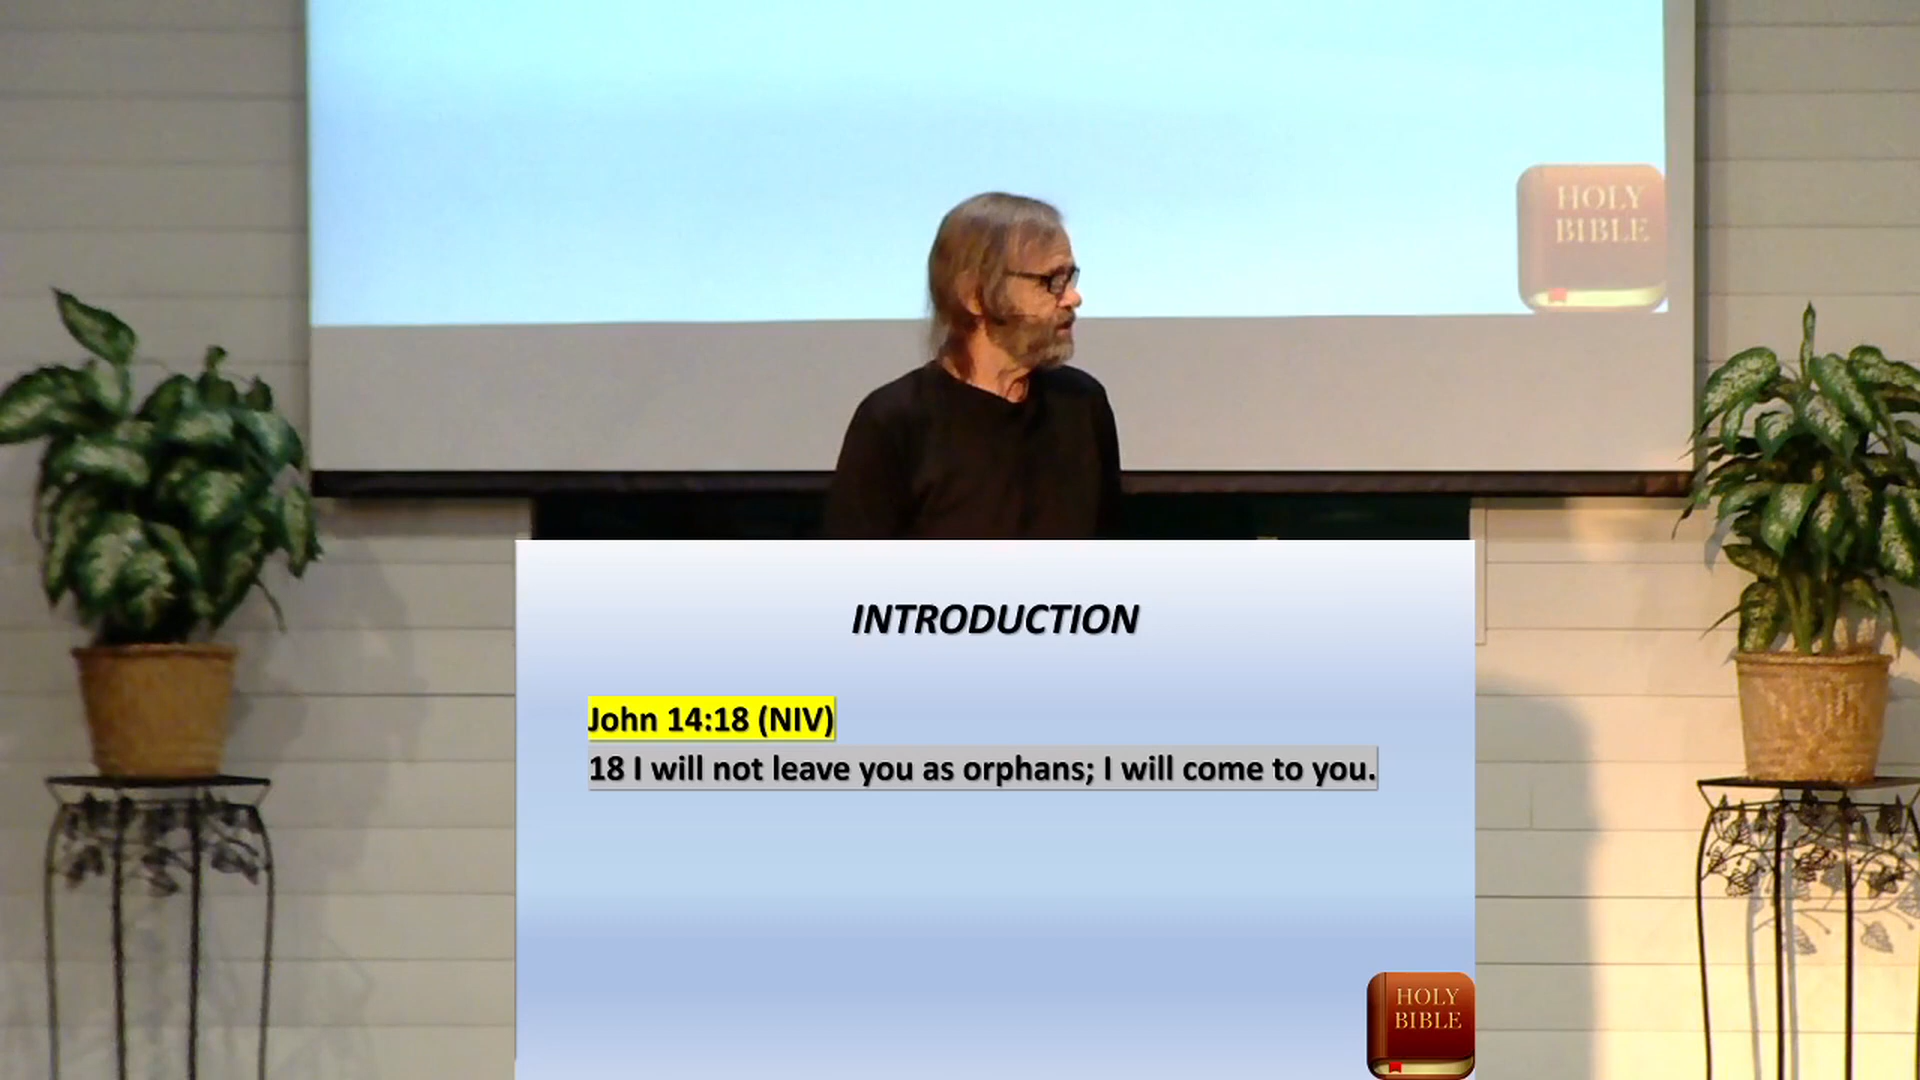 HOLY
BIBLE
INTRODUCTION
John 14:18 (NIV)
18 I will not leave you as orphans; I will come to you.
HOLY
BIBLE